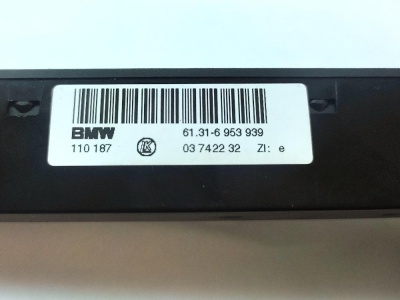 BMW 61.31-6 953 939
110 187 K 03 7422 32 ZI: e